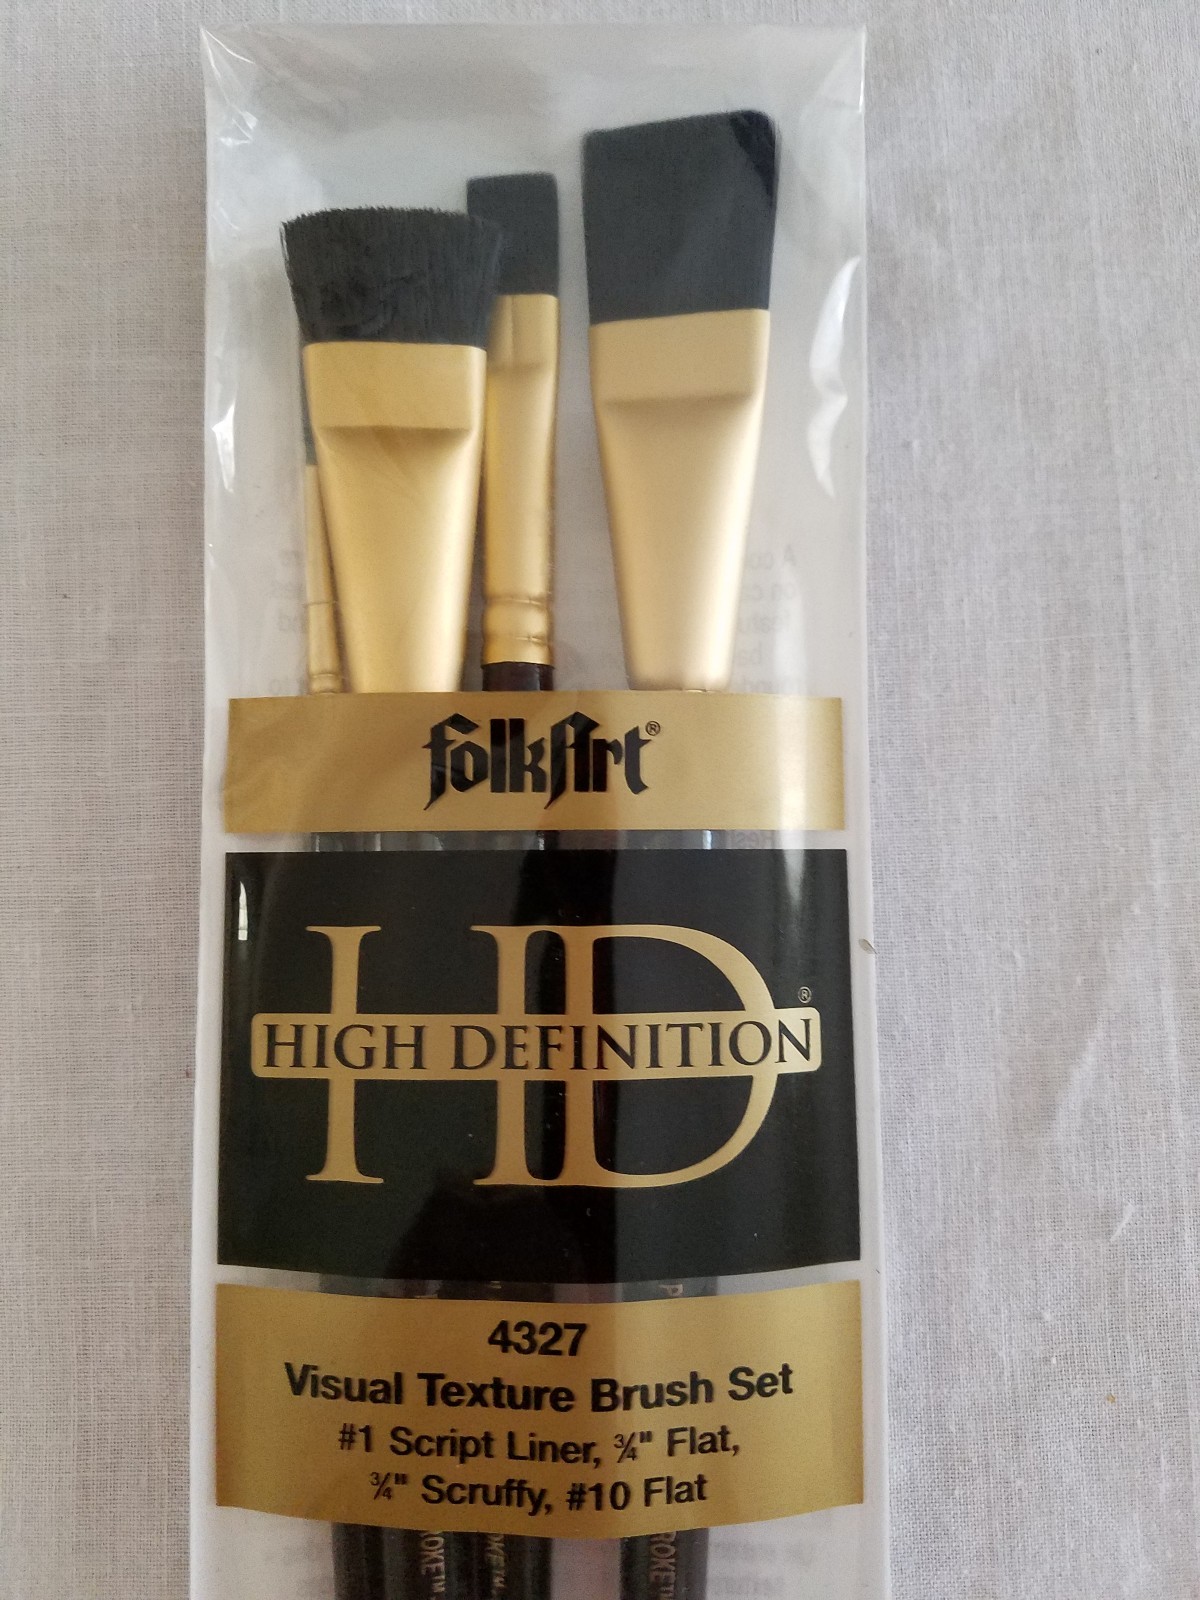 folkArt®
HD
HIGH DEFINITION®
4327
Visual Texture Brush Set
#1 Script Liner, ¾" Flat,
¾" Scruffy, #10 Flat